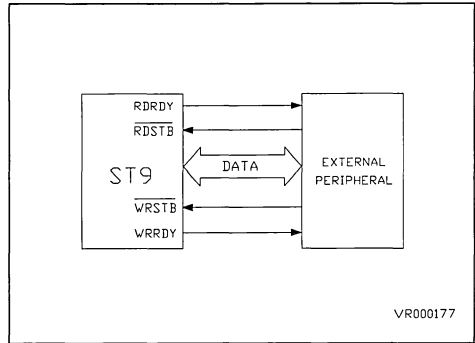 RDRDY
RDSTB
DATA
ST9
EXTERNAL
PERIPHERAL
WRSTB
WRRDY
VR000177